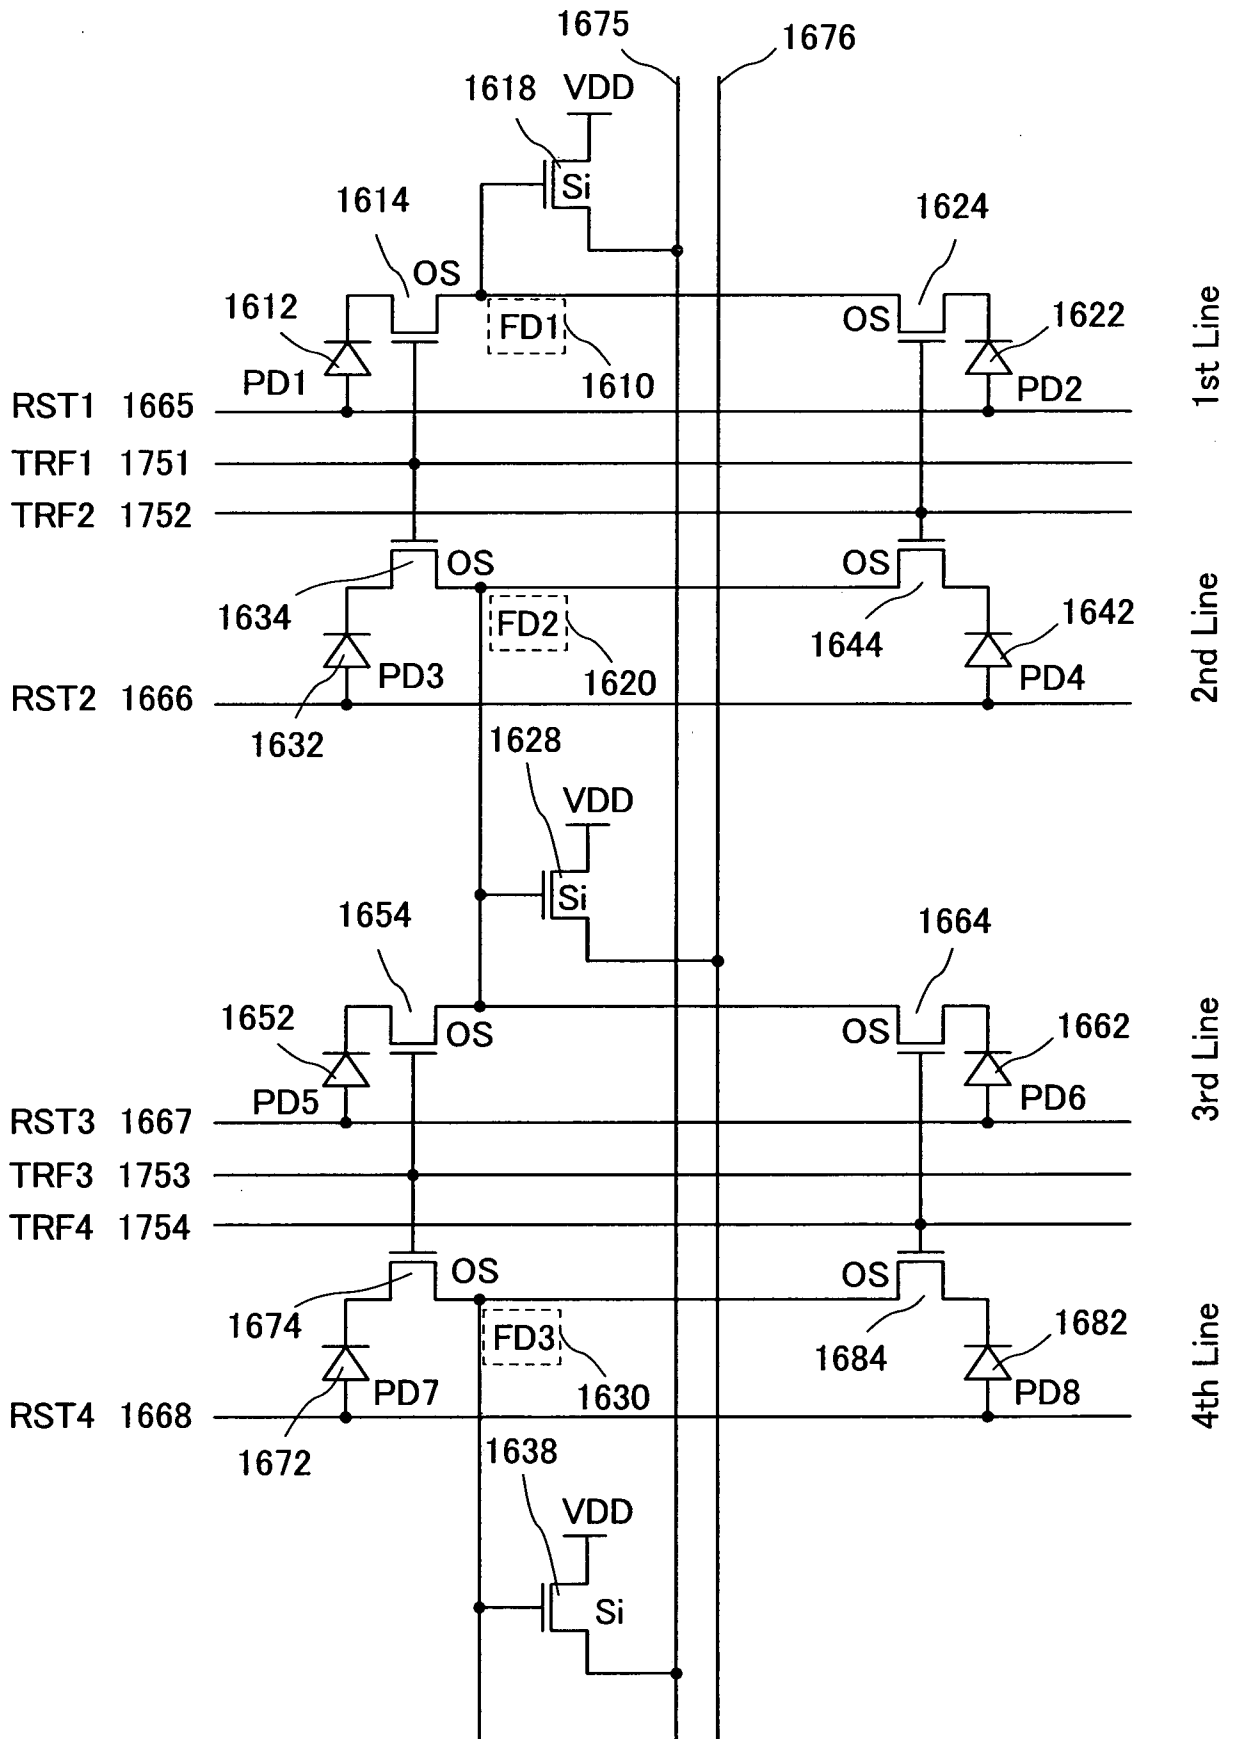 1675
1676
1618 VDD
Si
1614
1624
OS
1612
FD1
OS
1622
PD1
1610
PD2
1st Line
RST1 1665
TRF1 1751
TRF2 1752
OS
OS
1634
FD2
1644
1642
PD3
1620
PD4
2nd Line
RST2 1666
1632
1628
VDD
Si
1654
1664
1652
OS
OS
1662
PD5
PD6
3rd Line
RST3 1667
TRF3 1753
TRF4 1754
OS
OS
1674
FD3
1684
1682
PD7
1630
PD8
4th Line
RST4 1668
1672
1638
VDD
Si